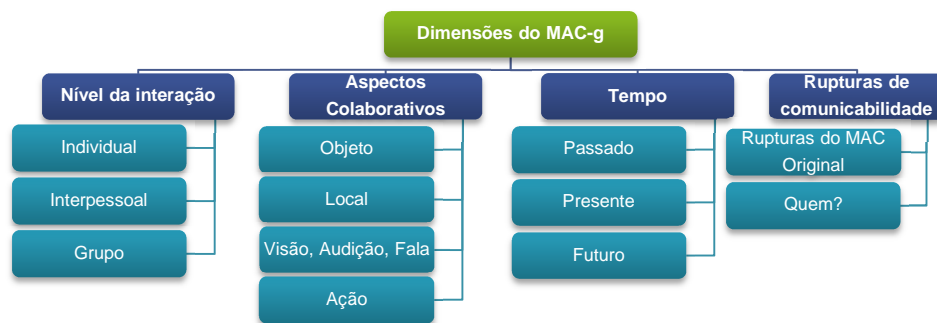 Dimensões do MAC-g
Nível da interação
Individual
Interpessoal
Grupo
Aspectos
Colaborativos
Objeto
Local
Visão, Audição, Fala
Ação
Tempo
Passado
Presente
Futuro
Rupturas de
comunicabilidade
Rupturas do MAC
Original
Quem?